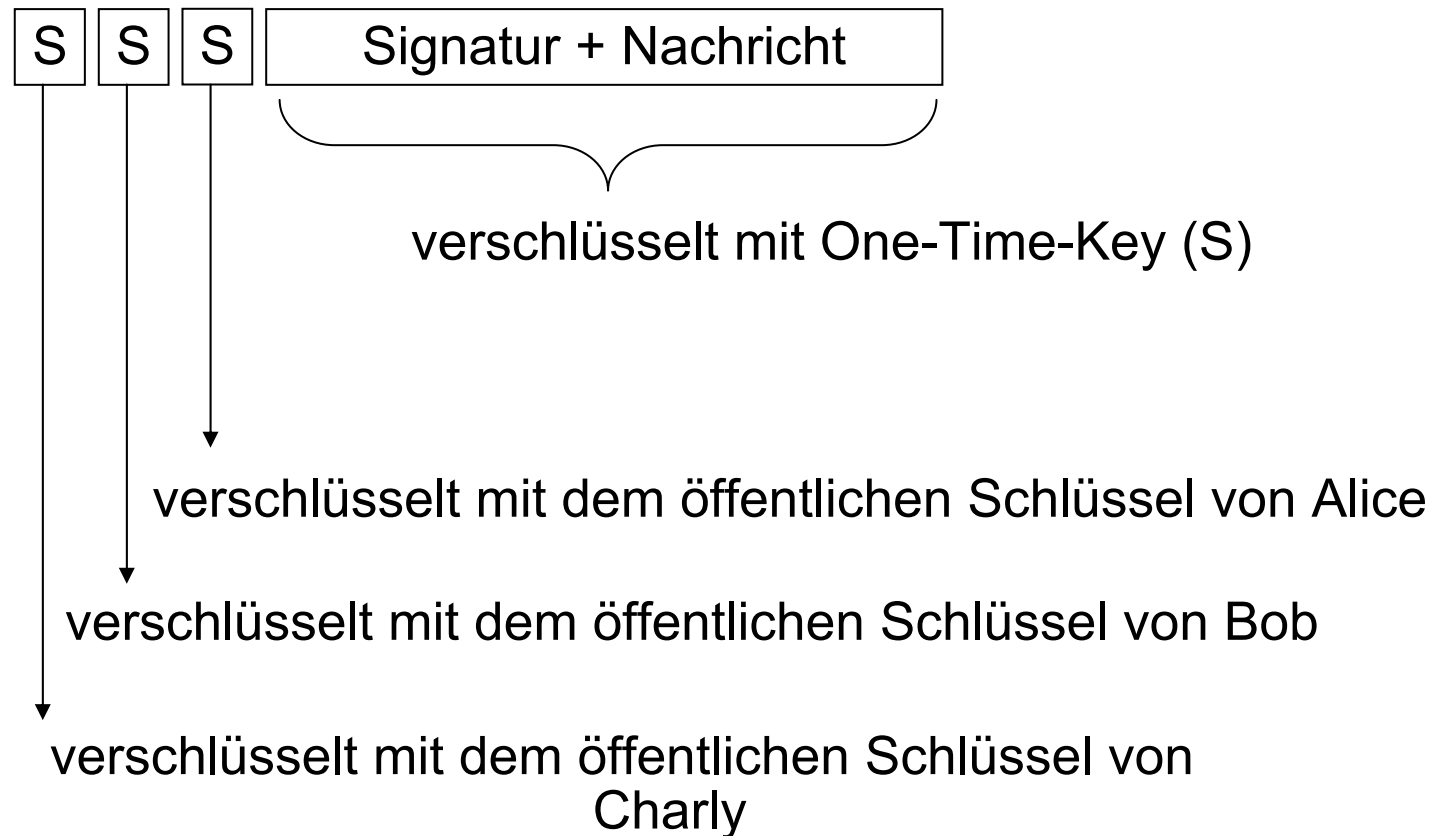 S S S Signatur + Nachricht
verschlüsselt mit One-Time-Key (S)
verschlüsselt mit dem öffentlichen Schlüssel von Alice
verschlüsselt mit dem öffentlichen Schlüssel von Bob
verschlüsselt mit dem öffentlichen Schlüssel von
Charly